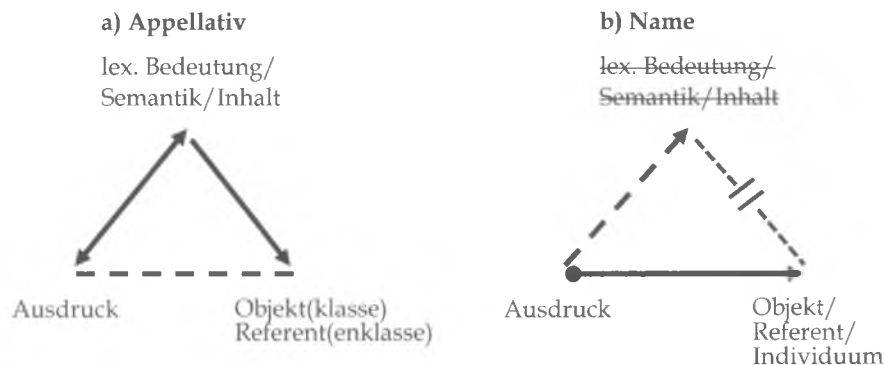 a) Appellativ
lex. Bedeutung/
Semantik/Inhalt
Ausdruck
Objekt(klasse)
Referent(enklasse)
b) Name
lex. Bedeutung/
Semantik/Inhalt
Ausdruck
Objekt/
Referent/
Individuum